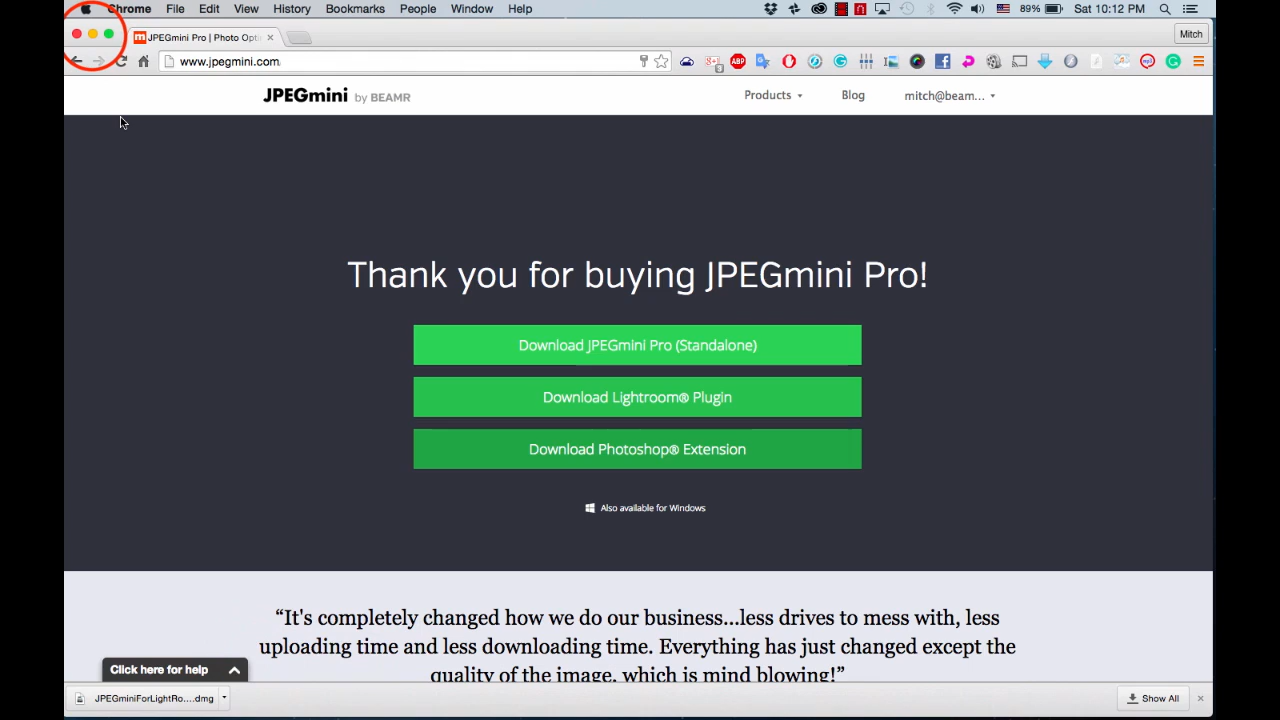 Chrome File Edit View History Bookmarks People Window Help 89% Sat 10:12 PM
JPEGmini Pro | Photo Opti
Mitch
www.jpegmini.com
ABP
JPEGmini by BEAMR Products Blog mitch@beam...
Thank you for buying JPEGmini Pro!
Download JPEGmini Pro (Standalone)
Download Lightroom® Plugin
Download Photoshop® Extension
Also available for Windows
“It's completely changed how we do our business...less drives to mess with, less
uploading time and less downloading time. Everything has just changed except the
quality of the image, which is mind blowing!”
Click here for help
JPEGminiForLightRo....dmg Show All